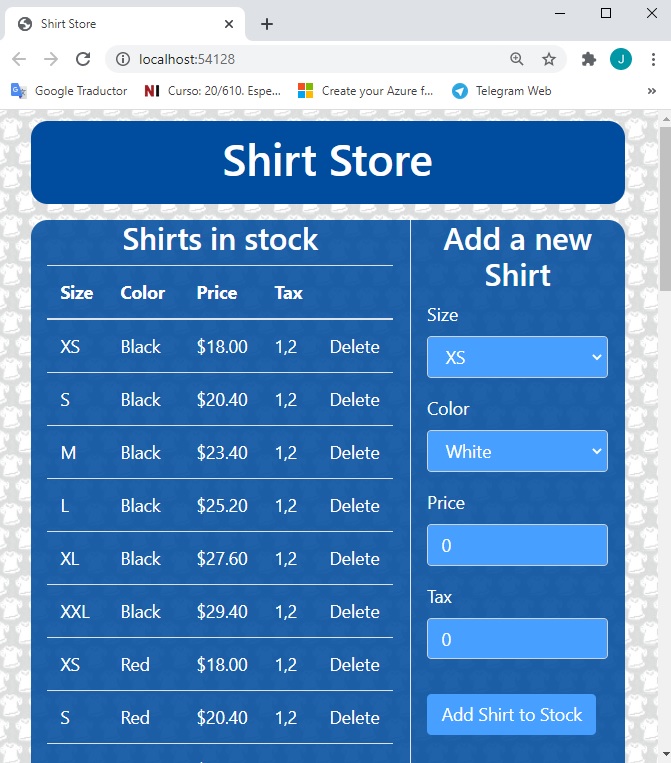 Shirt Store
localhost:54128
J
Google Traductor
NI Curso: 20/610. Espe...
Create your Azure f...
Telegram Web
»
Shirt Store
Shirts in stock
Size Color Price Tax
XS Black $18.00 1,2 Delete
S Black $20.40 1,2 Delete
M Black $23.40 1,2 Delete
L Black $25.20 1,2 Delete
XL Black $27.60 1,2 Delete
XXL Black $29.40 1,2 Delete
XS Red $18.00 1,2 Delete
S Red $20.40 1,2 Delete
Add a new
Shirt
Size
XS
Color
White
Price
0
Tax
0
Add Shirt to Stock